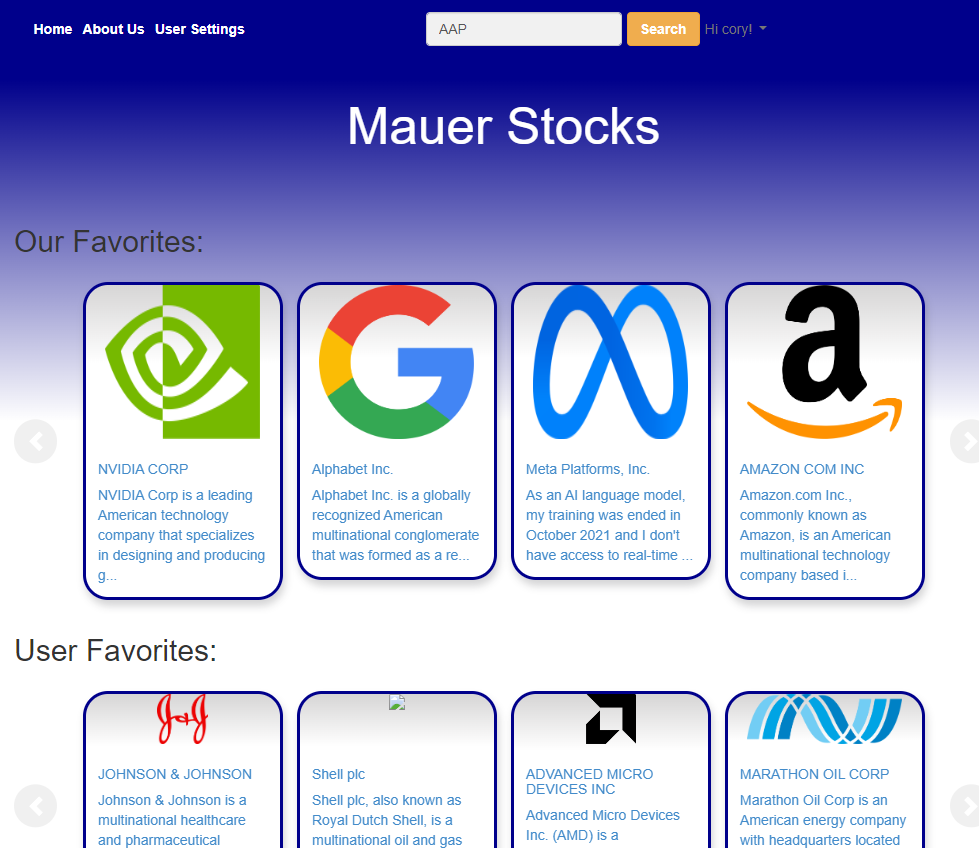 Home About Us User Settings AAP Search Hi cory!
Mauer Stocks
Our Favorites:
NVIDIA CORP
NVIDIA Corp is a leading
American technology
company that specializes
in designing and producing
g...
Alphabet Inc.
Alphabet Inc. is a globally
recognized American
multinational conglomerate
that was formed as a re...
Meta Platforms, Inc.
As an AI language model,
my training was ended in
October 2021 and I don't
have access to real-time ...
AMAZON COM INC
Amazon.com Inc.,
commonly known as
Amazon, is an American
multinational technology
company based i...
User Favorites:
JOHNSON & JOHNSON
Johnson & Johnson is a
multinational healthcare
and pharmaceutical
Shell plc
Shell plc, also known as
Royal Dutch Shell, is a
multinational oil and gas
ADVANCED MICRO
DEVICES INC
Advanced Micro Devices
Inc. (AMD) is a
MARATHON OIL CORP
Marathon Oil Corp is an
American energy company
with headquarters located